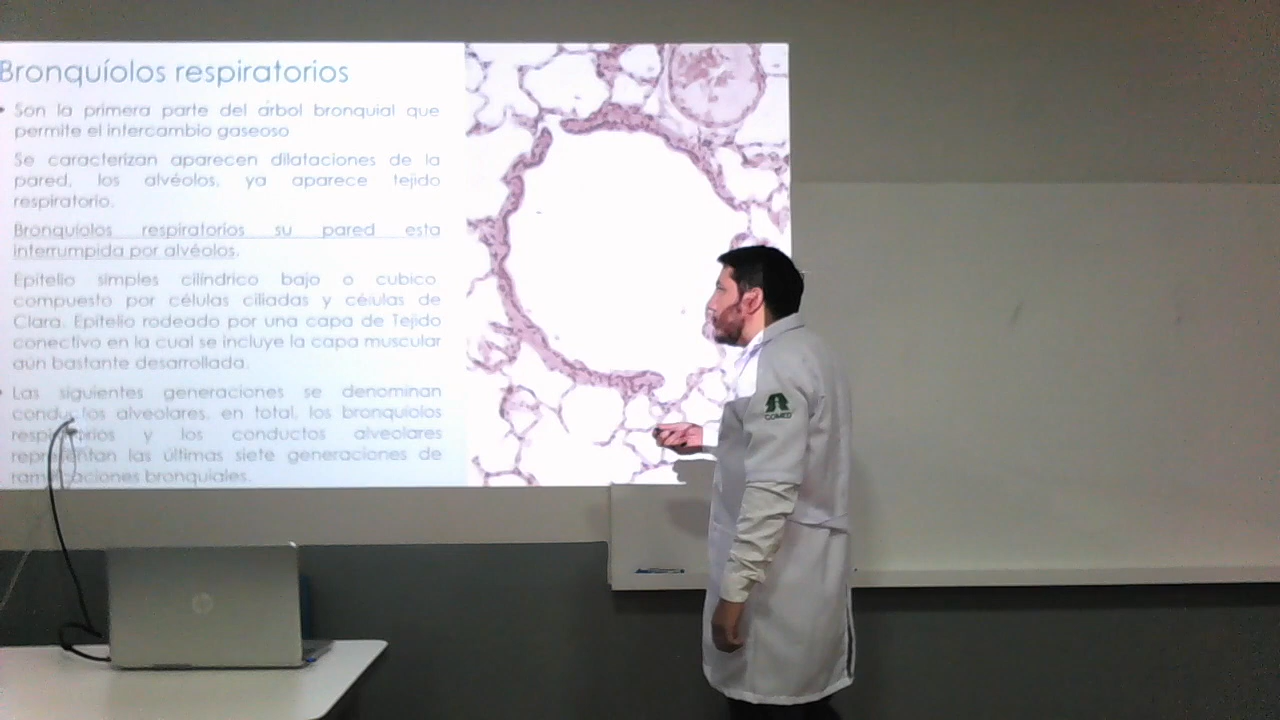 Bronquíolos respiratorios
• Son la primera parte del árbol bronquial que
permite el intercambio gaseoso
Se caracterizan aparecen dilataciones de la
pared, los alvéolos, ya aparece tejido
respiratorio.
Bronquíolos respiratorios su pared esta
interrumpida por alvéolos.
Epitelio simples cilíndrico bajo o cubico
compuesto por células ciliadas y células de
Clara. Epitelio rodeado por una capa de Tejido
conectivo en la cual se incluye la capa muscular
aún bastante desarrollada.
• Las siguientes generaciones se denominan
conductos alveolares, en total, los bronquiolos
respiratorios y los conductos alveolares
representan las últimas siete generaciones de
ramificaciones bronquiales.
COMED
hp